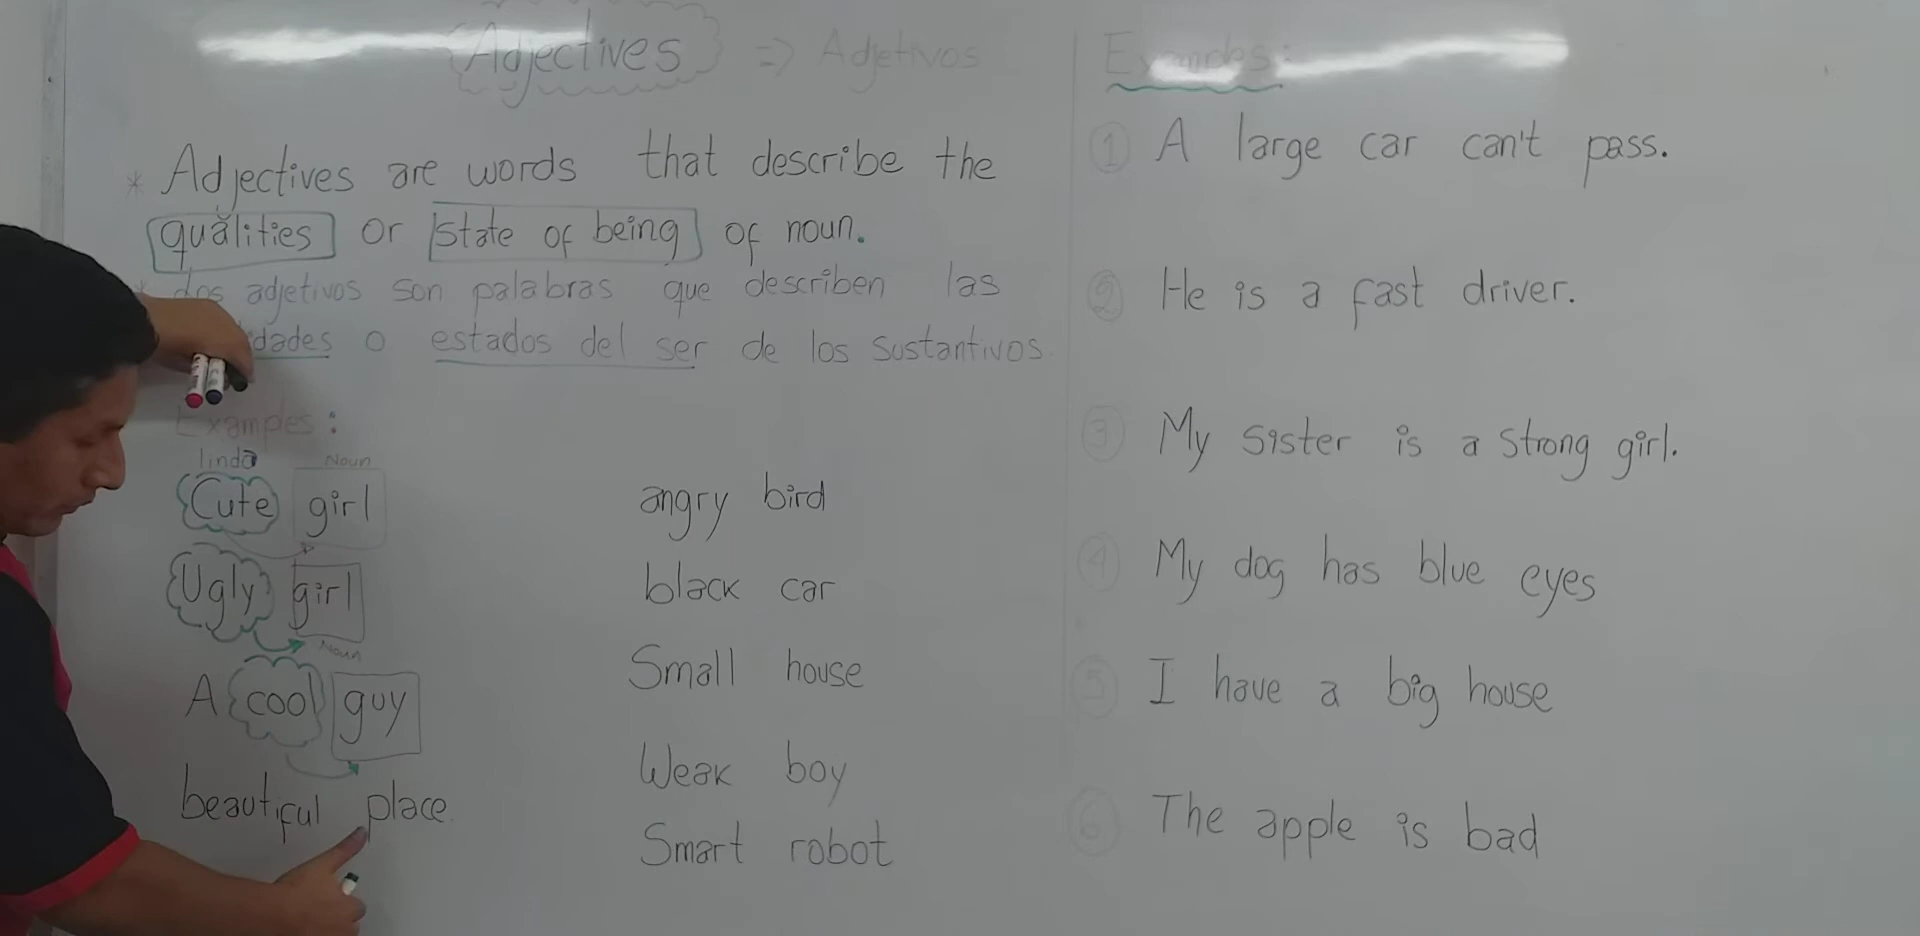 Adjectives => Adjetivos
* Adjectives are words that describe the
qualities or state of being of noun.
* dos adjetivos son palabras que describen las
dades o estados del ser de los sustantivos.
Examples:
linda Noun
Cute girl
Ugly girl
Noun
A cool guy
beautiful place.
angry bird
black car
Small house
Weak boy
Smart robot
Examples:
① A large car can't pass.
② He is a fast driver.
③ My sister is a strong girl.
④ My dog has blue eyes
⑤ I have a big house
⑥ The apple is bad